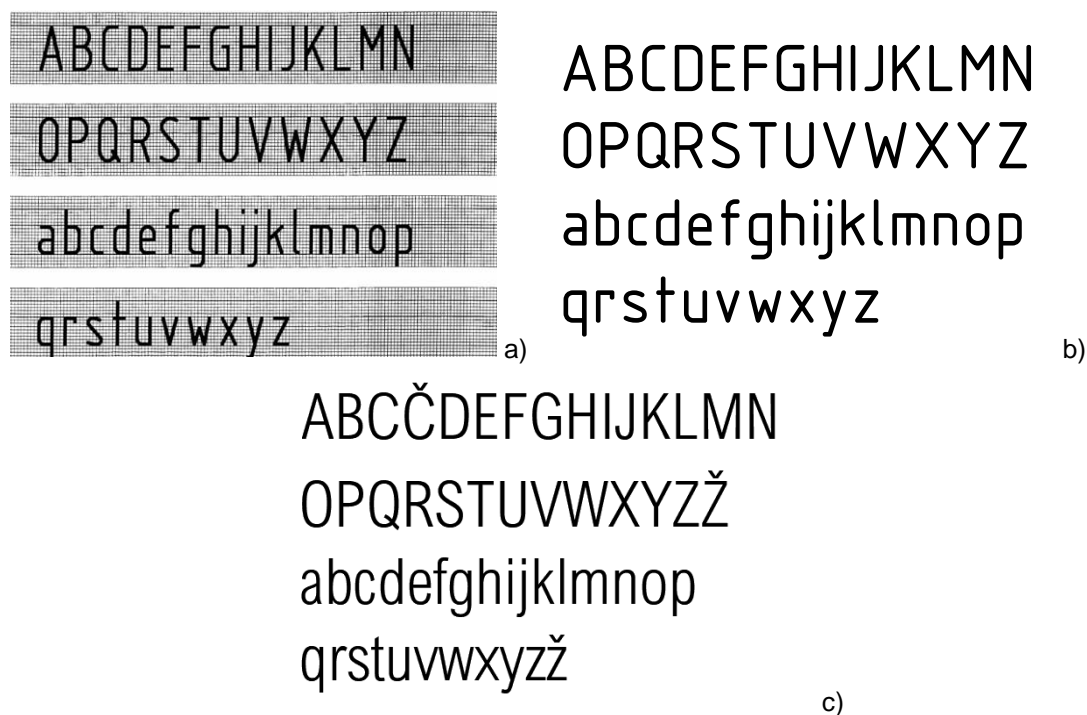 ABCDEFGHIJKLMN
OPQRSTUVWXYZ
abcdefghijklmnop
qrstuvwxyz
a)
ABCDEFGHIJKLMN
OPQRSTUVWXYZ
abcdefghijklmnop
qrstuvwxyz
b)
ABCČDEFGHIJKLMN
OPQRSTUVWXYZŽ
abcdefghijklmnop
qrstuvwxyzž
c)